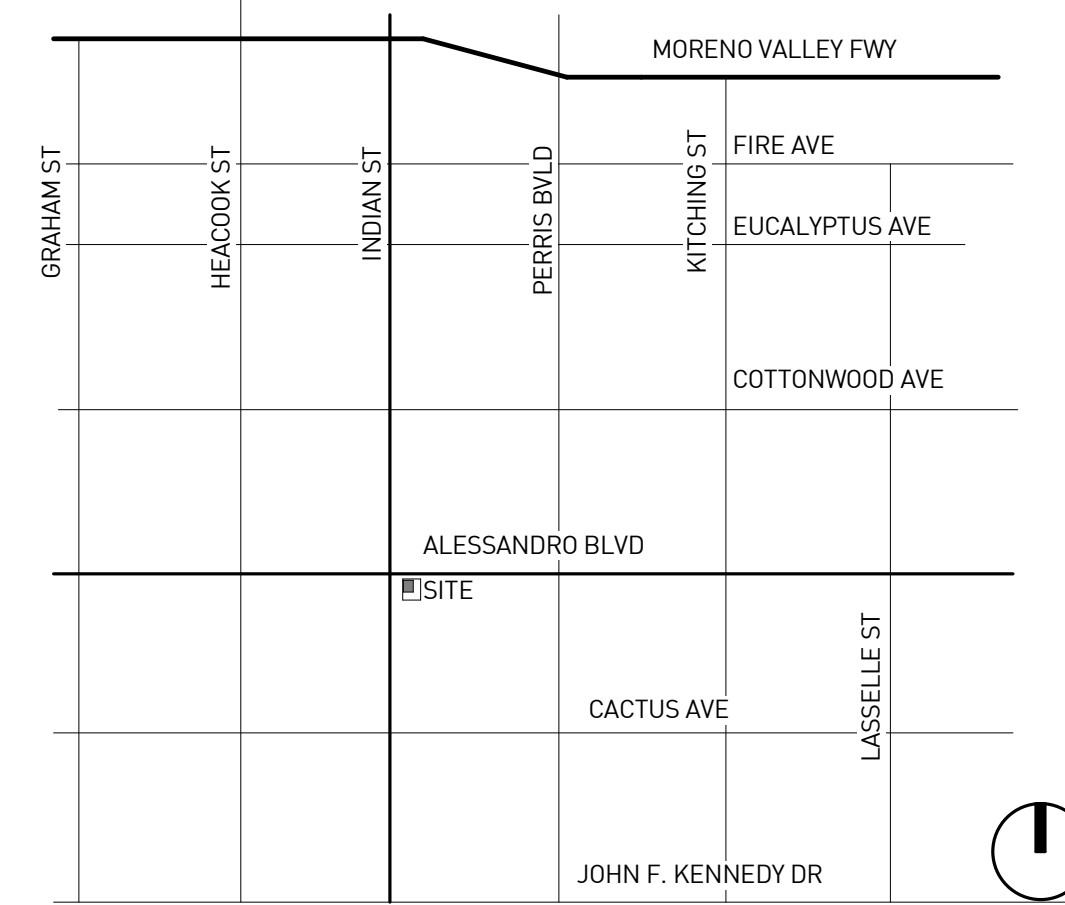 MORENO VALLEY FWY
FIRE AVE
GRAHAM ST
HEACOOK ST
INDIAN ST
PERRIS BVLD
KITCHING ST
EUCALYPTUS AVE
COTTONWOOD AVE
ALESSANDRO BLVD
SITE
LASSELLE ST
CACTUS AVE
JOHN F. KENNEDY DR